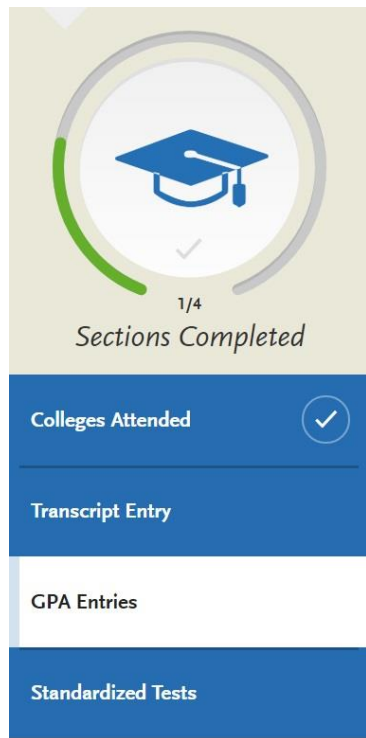 1/4
Sections Completed
Colleges Attended
Transcript Entry
GPA Entries
Standardized Tests